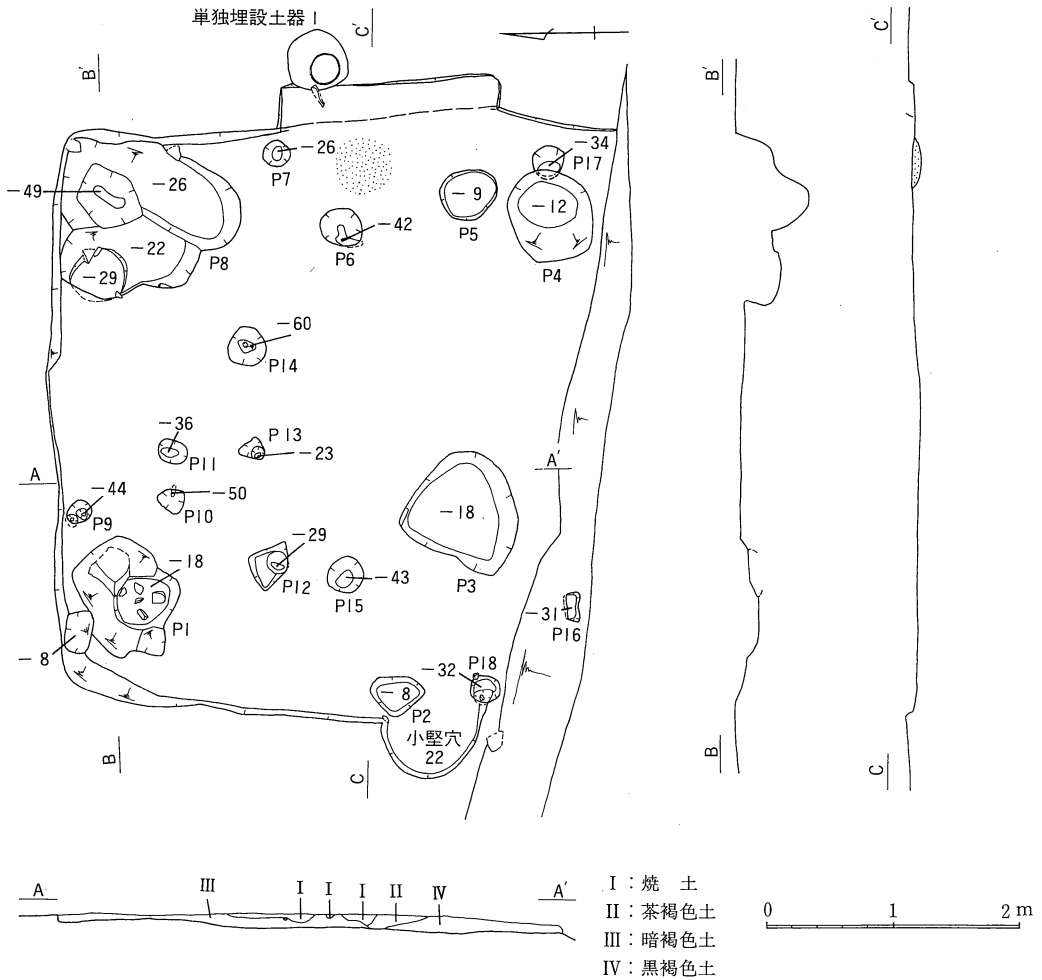 単独埋設土器 1
C'
B'
C'
B'
-34
P17
-26
P7
-49
-26
-9
P5
-12
P4
-42
P6
-22
P8
-29
-60
P14
-36
P11
P13
-23
A
A'
-44
P9
-50
P10
-18
P3
-18
P1
-29
P12
-43
P15
-31
P16
-8
-32
P18
-8
P2
小竪穴
22
B
C
B
C
A
III
I
I
I
II
IV
A'
I：焼 土
II：茶褐色土
III：暗褐色土
IV：黒褐色土
0
1
2 m